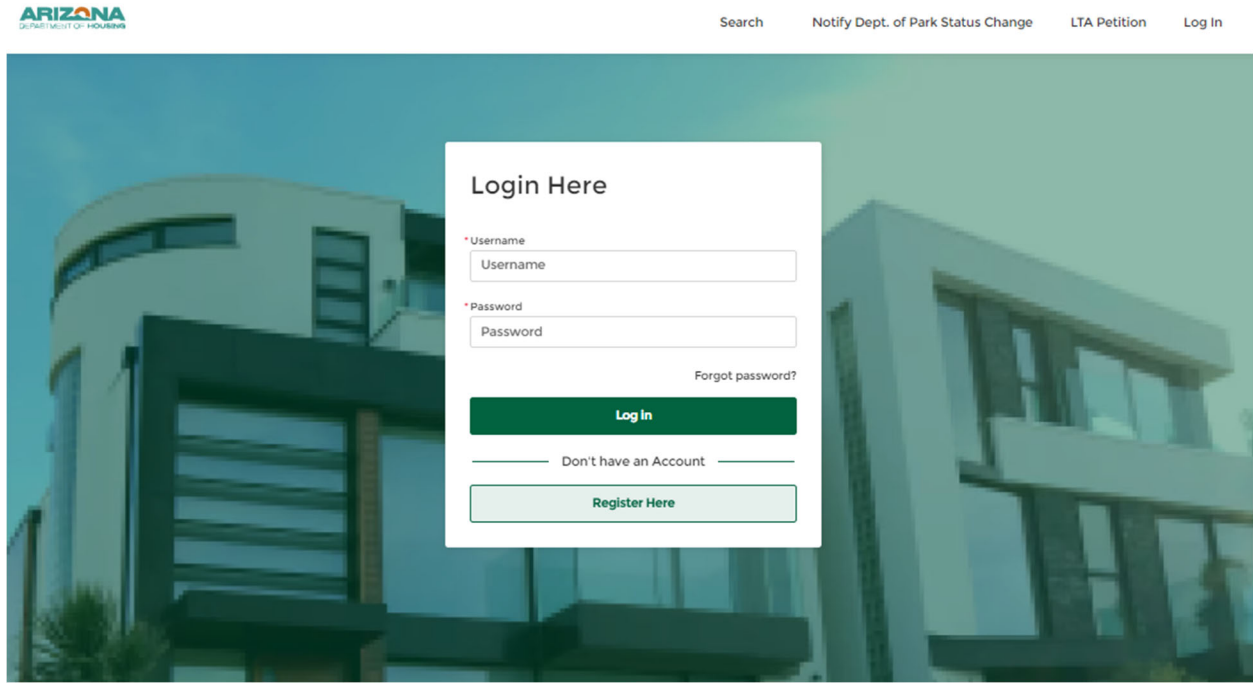 ARIZONA
DEPARTMENT OF HOUSING
Search Notify Dept. of Park Status Change LTA Petition Log In
Login Here
*Username
Username
*Password
Password
Forgot password?
Log In
Don't have an Account
Register Here